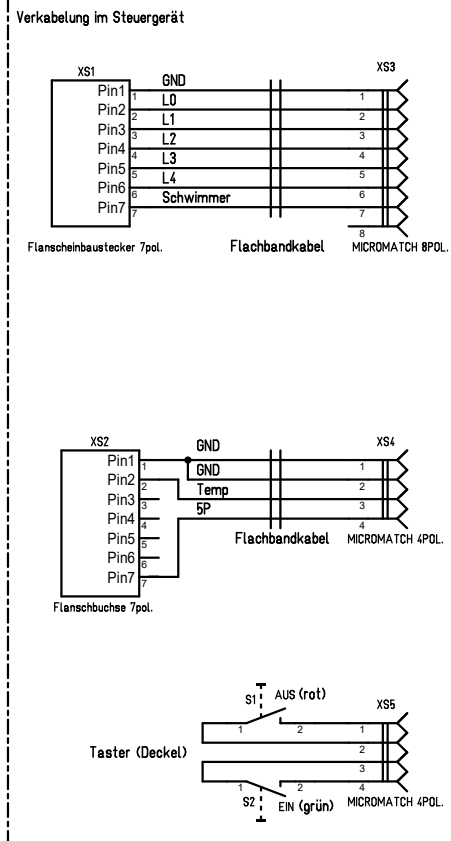 Verkabelung im Steuergerät
XS1
XS3
GND
Pin1
1
1
L0
Pin2
2
2
L1
Pin3
3
3
L2
Pin4
4
4
L3
Pin5
5
5
L4
Pin6
6
6
Schwimmer
Pin7
7
7
8
Flanscheinbaustecker 7pol.
Flachbandkabel
MICROMATCH 8POL.
XS2
GND
XS4
Pin1
1
1
GND
Pin2
2
2
Temp
Pin3
3
3
5P
Pin4
4
4
Flachbandkabel
MICROMATCH 4POL.
Pin5
5
Pin6
6
Pin7
7
Flanschbuchse 7pol.
S1
AUS (rot)
XS5
1
2
1
Taster (Deckel)
2
3
1
2
4
S2
EIN (grün)
MICROMATCH 4POL.